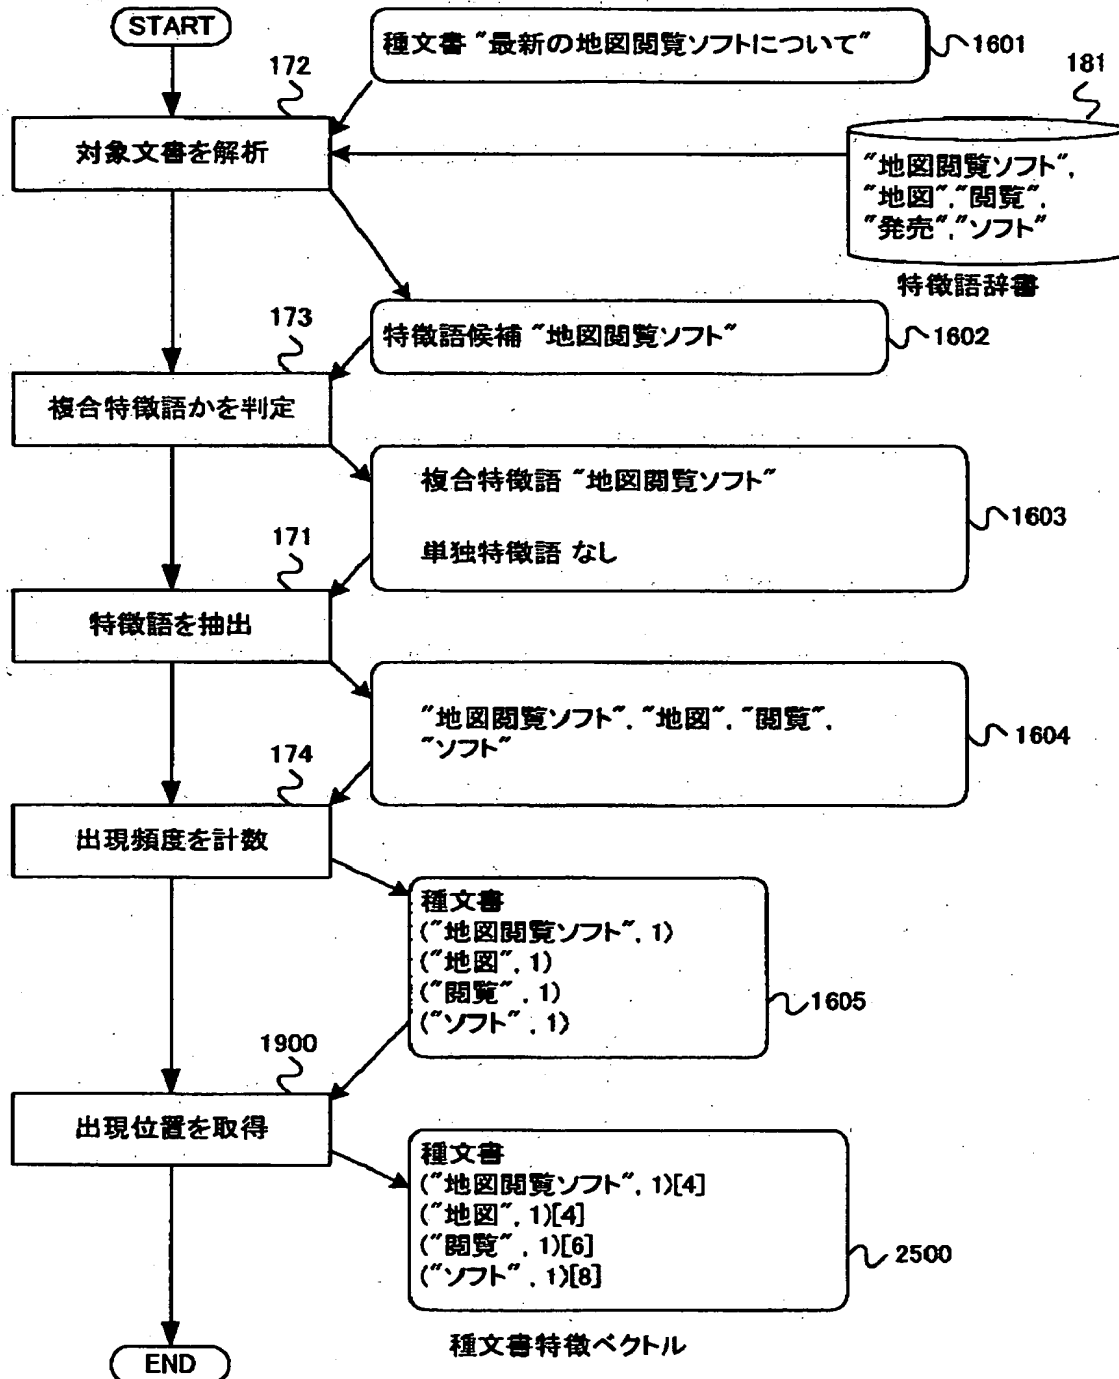 START
種文書 "最新の地図閲覧ソフトについて"
1601
172
181
対象文書を解析
"地図閲覧ソフト",
"地図","閲覧",
"発売","ソフト"
特徴語辞書
173
特徴語候補 "地図閲覧ソフト"
1602
複合特徴語かを判定
複合特徴語 "地図閲覧ソフト"
1603
単独特徴語 なし
171
特徴語を抽出
"地図閲覧ソフト", "地図", "閲覧",
"ソフト"
1604
174
出現頻度を計数
種文書
("地図閲覧ソフト", 1)
("地図", 1)
("閲覧", 1)
("ソフト", 1)
1605
1900
出現位置を取得
種文書
("地図閲覧ソフト", 1)[4]
("地図", 1)[4]
("閲覧", 1)[6]
("ソフト", 1)[8]
2500
種文書特徴ベクトル
END